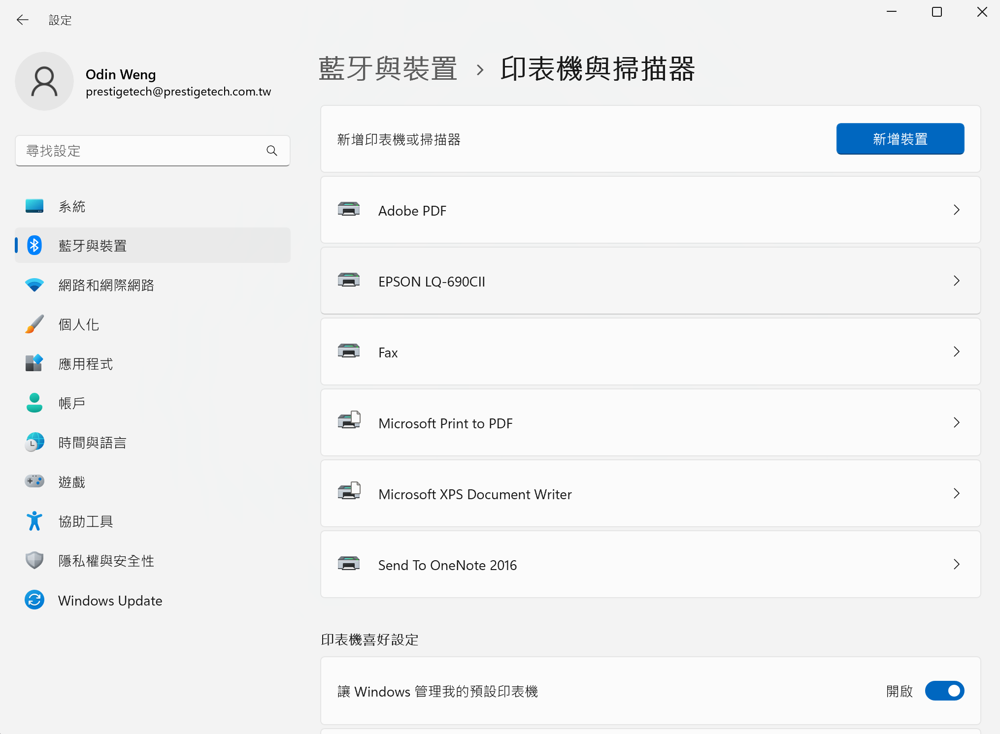 設定
Odin Weng
prestigetech@prestigetech.com.tw
尋找設定
系統
藍牙與裝置
網路和網際網路
個人化
應用程式
帳戶
時間與語言
遊戲
協助工具
隱私權與安全性
Windows Update
藍牙與裝置 › 印表機與掃描器
新增印表機或掃描器
新增裝置
Adobe PDF
EPSON LQ-690CII
Fax
Microsoft Print to PDF
Microsoft XPS Document Writer
Send To OneNote 2016
印表機喜好設定
讓 Windows 管理我的預設印表機
開啟